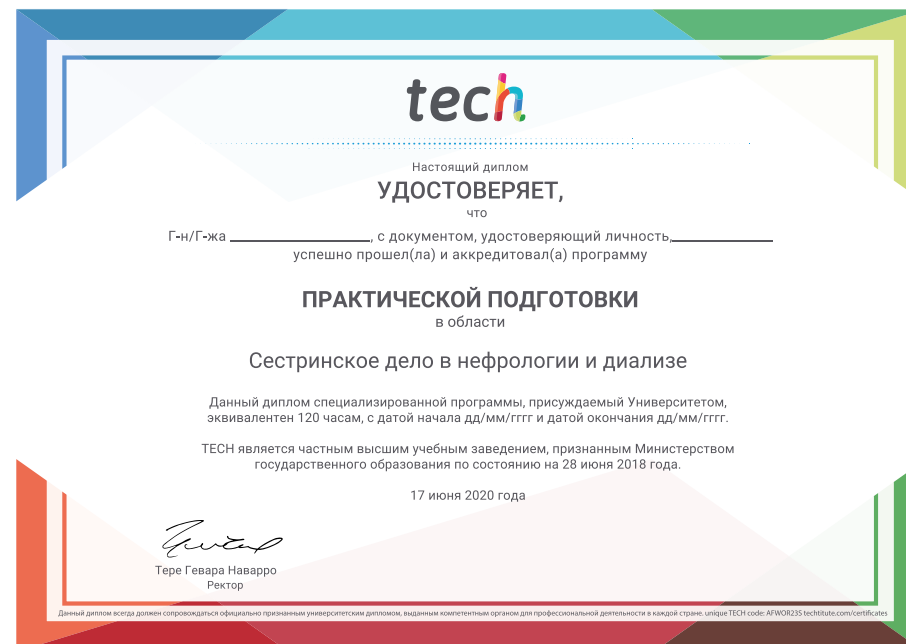 tech
Настоящий диплом
УДОСТОВЕРЯЕТ,
что
Г-н/Г-жа ____________________, с документом, удостоверяющий личность,______________
успешно прошел(ла) и аккредитовал(а) программу
ПРАКТИЧЕСКОЙ ПОДГОТОВКИ
в области
Сестринское дело в нефрологии и диализе
Данный диплом специализированной программы, присуждаемый Университетом,
эквивалентен 120 часам, с датой начала дд/мм/гггг и датой окончания дд/мм/гггг.
TECH является частным высшим учебным заведением, признанным Министерством
государственного образования по состоянию на 28 июня 2018 года.
17 июня 2020 года
Тере Гевара Наварро
Ректор
Данный диплом всегда должен сопровождаться официально признанным университетским дипломом, выданным компетентным органом для профессиональной деятельности в каждой стране. unique TECH code: AFWOR23S techtitute.com/certificates